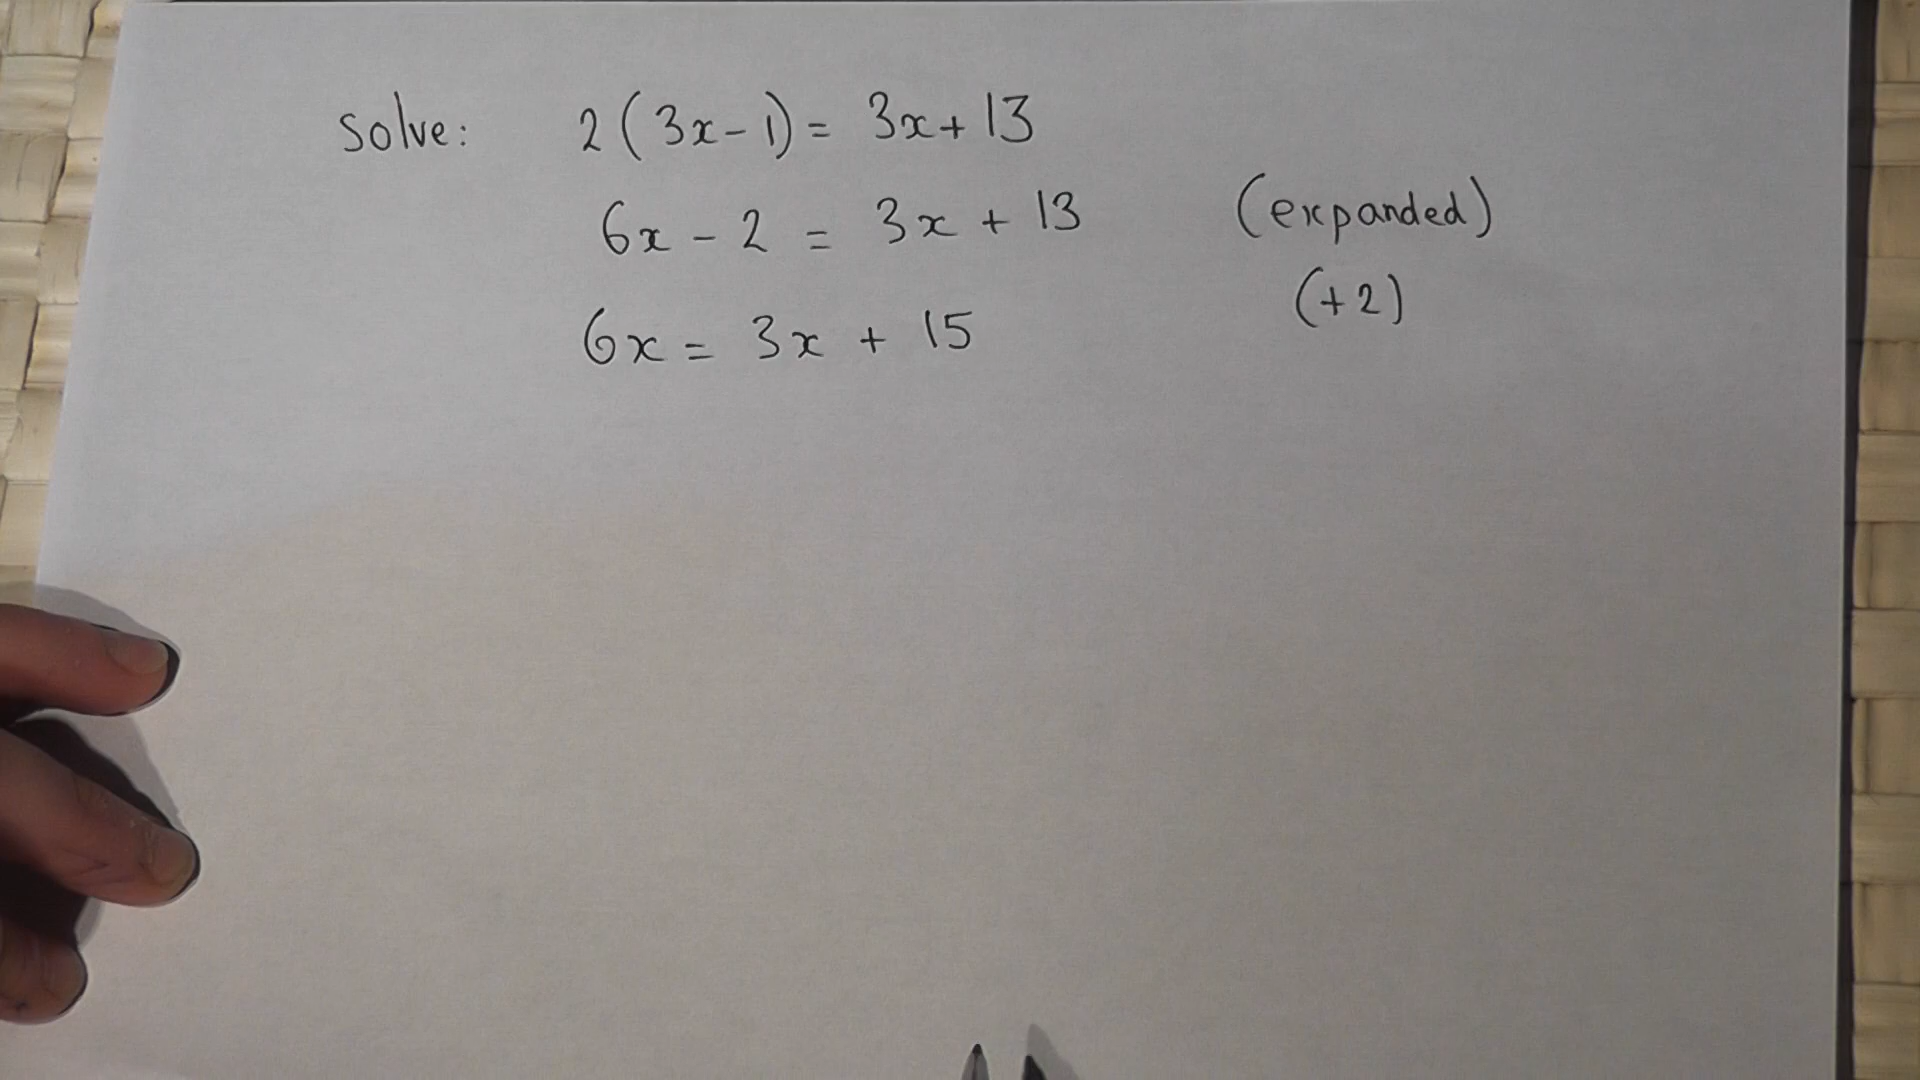 Solve: 2(3x-1) = 3x + 13
6x - 2 = 3x + 13 (expanded)
6x = 3x + 15 (+2)